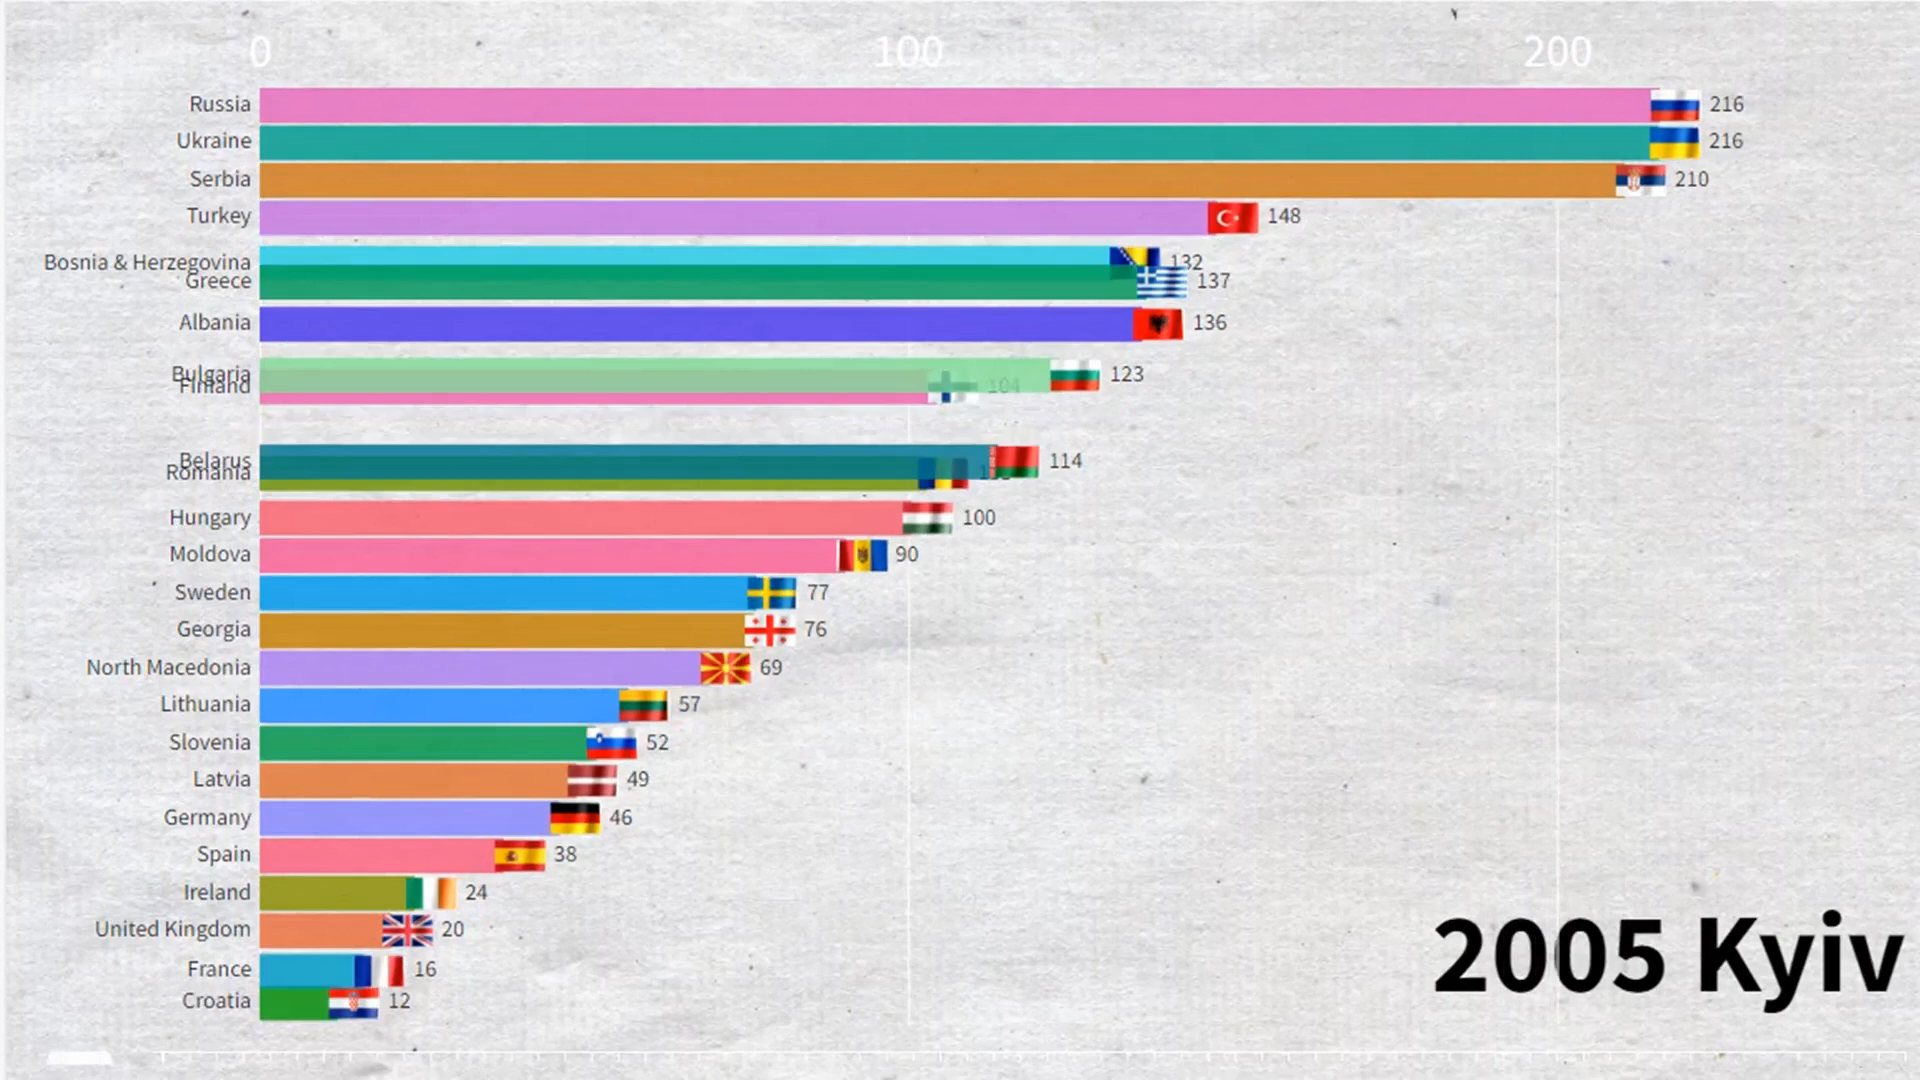 0 100 200
Russia 216
Ukraine 216
Serbia 210
Turkey 148
Bosnia & Herzegovina 132
Greece 137
Albania 136
Bulgaria 123
Finland 104
Belarus 114
Romania
Hungary 100
Moldova 90
Sweden 77
Georgia 76
North Macedonia 69
Lithuania 57
Slovenia 52
Latvia 49
Germany 46
Spain 38
Ireland 24
United Kingdom 20
France 16
Croatia 12
2005 Kyiv